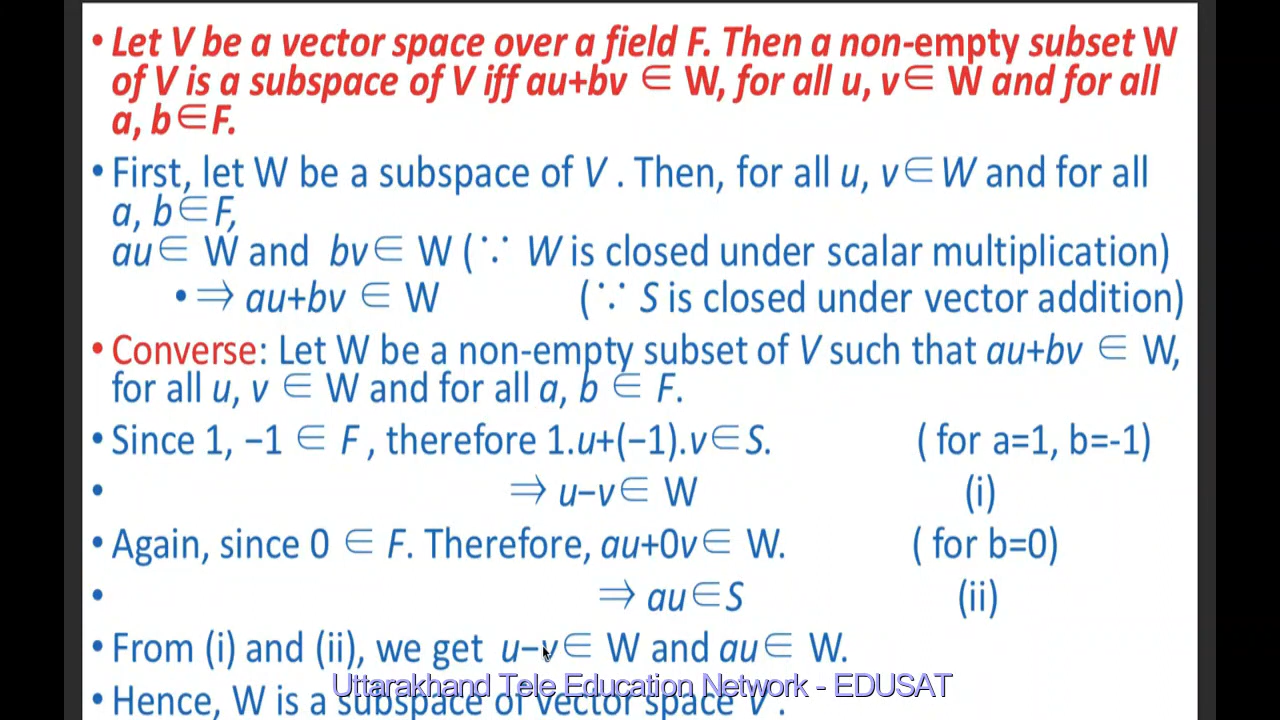 • Let V be a vector space over a field F. Then a non-empty subset W
of V is a subspace of V iff au+bv ∈ W, for all u, v∈ W and for all
a, b∈F.
• First, let W be a subspace of V . Then, for all u, v∈W and for all
a, b∈F,
au∈ W and bv∈ W (∵ W is closed under scalar multiplication)
• ⇒ au+bv ∈ W (∵ S is closed under vector addition)
• Converse: Let W be a non-empty subset of V such that au+bv ∈ W,
for all u, v ∈ W and for all a, b ∈ F.
• Since 1, −1 ∈ F , therefore 1.u+(−1).v∈S. ( for a=1, b=-1)
• ⇒ u−v∈ W (i)
• Again, since 0 ∈ F. Therefore, au+0v∈ W. ( for b=0)
• ⇒ au∈S (ii)
• From (i) and (ii), we get u−v∈ W and au∈ W.
Uttarakhand Tele Education Network - EDUSAT
• Hence, W is a subspace of vector space V .